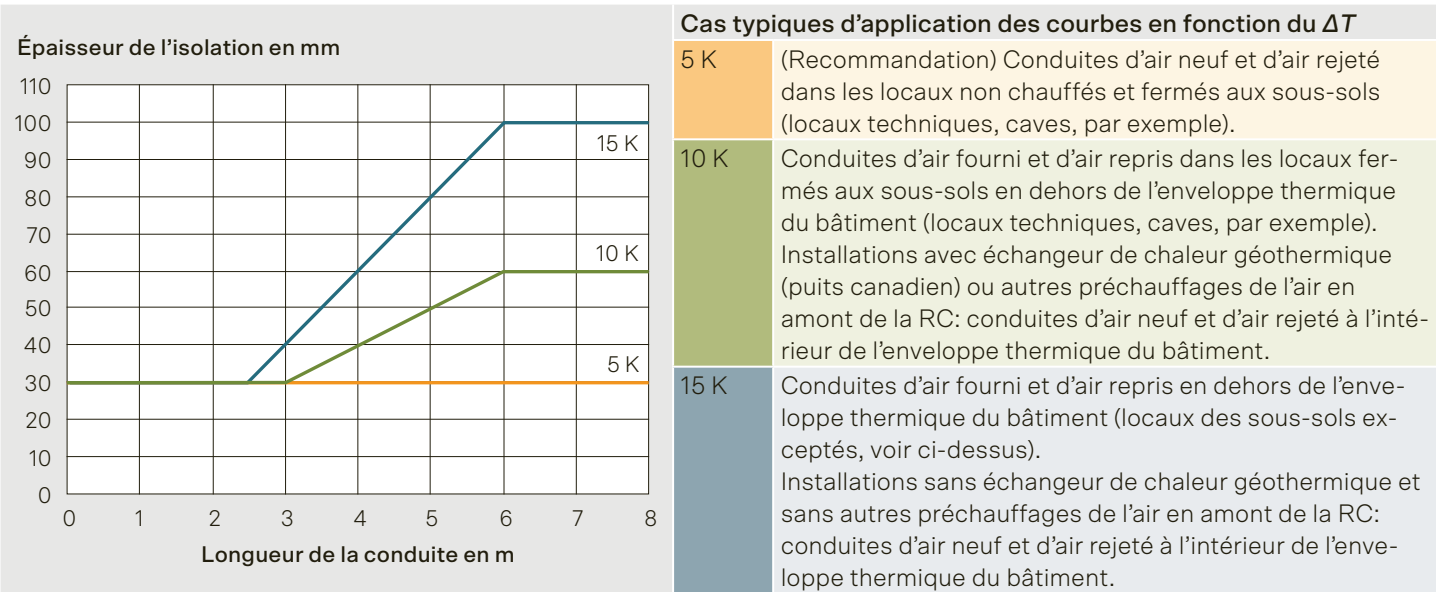 Épaisseur de l’isolation en mm
110
100
90
80
70
60
50
40
30
20
10
0
15 K
10 K
5 K
0 1 2 3 4 5 6 7 8
Longueur de la conduite en m
Cas typiques d’application des courbes en fonction du ΔT
5 K (Recommandation) Conduites d’air neuf et d’air rejeté
dans les locaux non chauffés et fermés aux sous-sols
(locaux techniques, caves, par exemple).
10 K Conduites d’air fourni et d’air repris dans les locaux fer-
més aux sous-sols en dehors de l’enveloppe thermique
du bâtiment (locaux techniques, caves, par exemple).
Installations avec échangeur de chaleur géothermique
(puits canadien) ou autres préchauffages de l’air en
amont de la RC: conduites d’air neuf et d’air rejeté à l’inté-
rieur de l’enveloppe thermique du bâtiment.
15 K Conduites d’air fourni et d’air repris en dehors de l’enve-
loppe thermique du bâtiment (locaux des sous-sols ex-
ceptés, voir ci-dessus).
Installations sans échangeur de chaleur géothermique et
sans autres préchauffages de l’air en amont de la RC:
conduites d’air neuf et d’air rejeté à l’intérieur de l’enve-
loppe thermique du bâtiment.